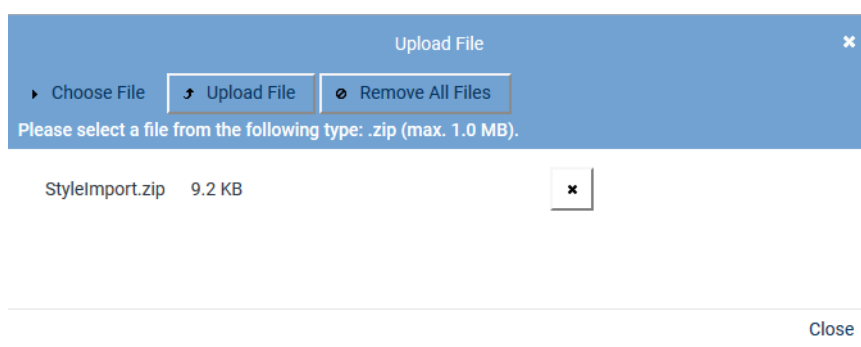 Upload File
Choose File Upload File Remove All Files
Please select a file from the following type: .zip (max. 1.0 MB).
StyleImport.zip 9.2 KB
Close